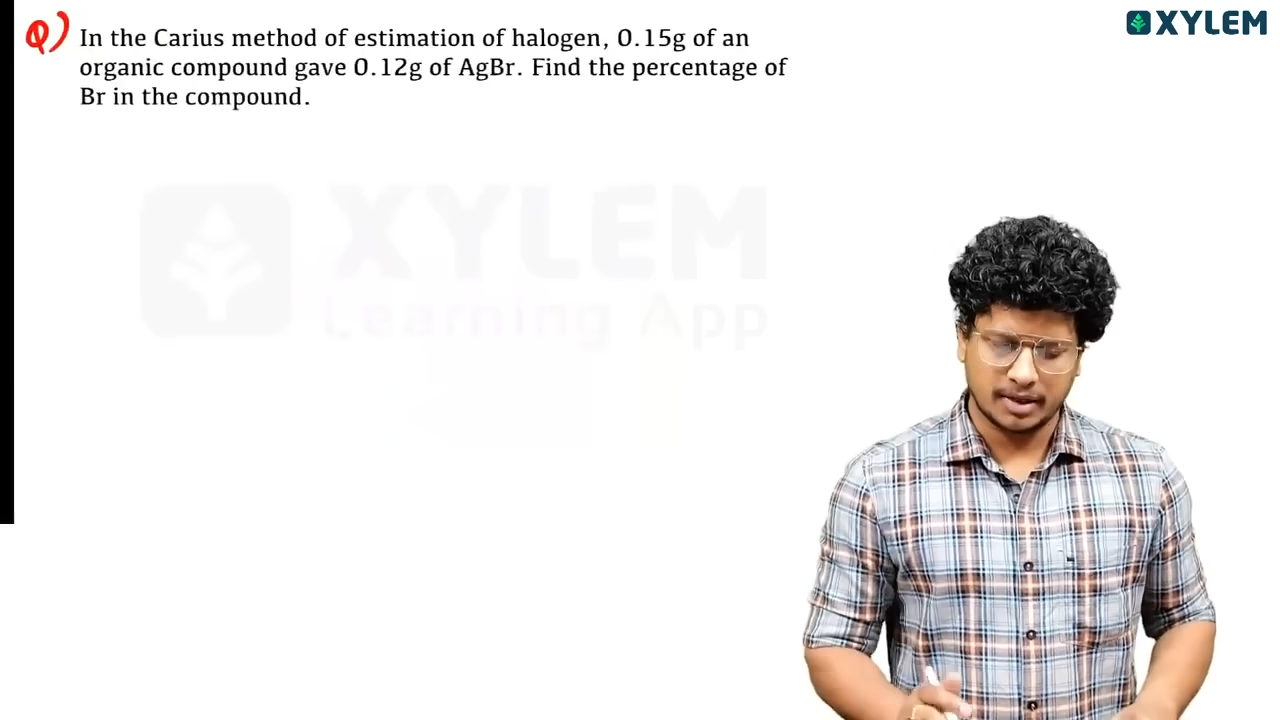 Q)
In the Carius method of estimation of halogen, 0.15g of an
organic compound gave 0.12g of AgBr. Find the percentage of
Br in the compound.
XYLEM
XYLEM
Learning App